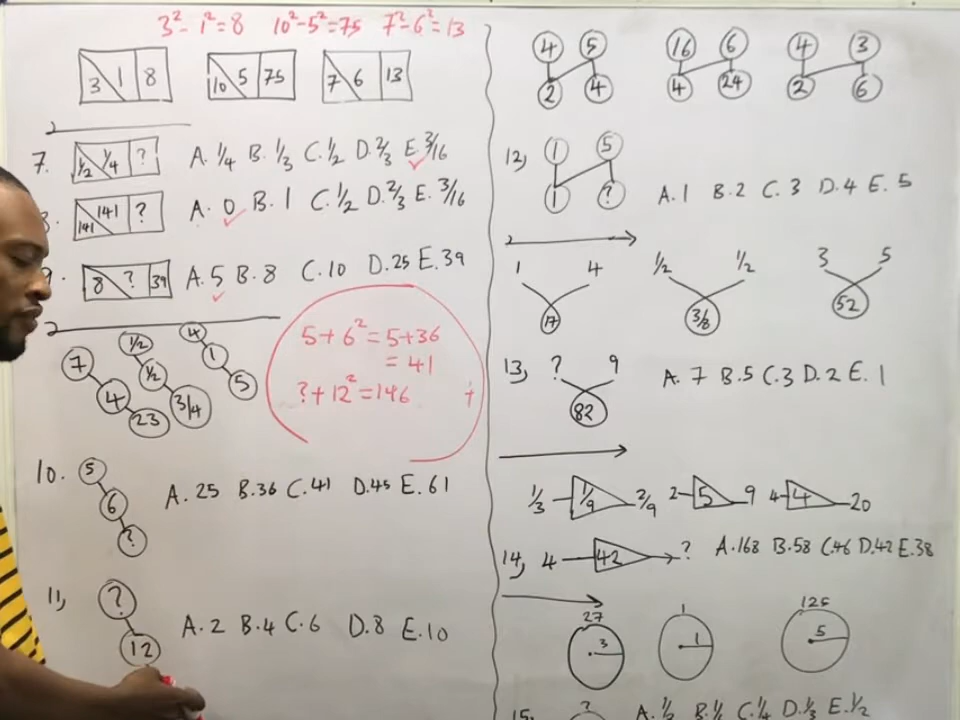 3² - 1² = 8 10² - 5² = 75 7² - 6² = 13
3 1 8 10 5 75 7 6 13
7. 1/2 1/4 ? A. 1/4 B. 1/3 C. 1/2 D. 2/3 E. 3/16
8. 141 141 ? A. 0 B. 1 C. 1/2 D. 2/3 E. 3/16
9. 8 ? 39 A. 5 B. 8 C. 10 D. 25 E. 39
7 4 23 1/2 1/2 3/4 4 1 5
5 + 6² = 5 + 36
= 41
? + 12² = 146 +
10. 5 6 ? A. 25 B. 36 C. 41 D. 45 E. 61
11, ? 12 A. 2 B. 4 C. 6 D. 8 E. 10
4 5 16 6 4 3
2 4 4 24 2 6
12, 1 5 1 ? A. 1 B. 2 C. 3 D. 4 E. 5
1 4 1/2 1/2 3 5
17 3/8 52
13, ? 9 82 A. 7 B. 5 C. 3 D. 2 E. 1
1/3 1/9 2/9 2 5 9 4 4 20
14, 4 42 ? A. 168 B. 58 C. 46 D. 42 E. 38
27 1 125
3 1 5
15. ? A. 1/2 B. 1/2 C. 1/4 D. 1/3 E. 1/2